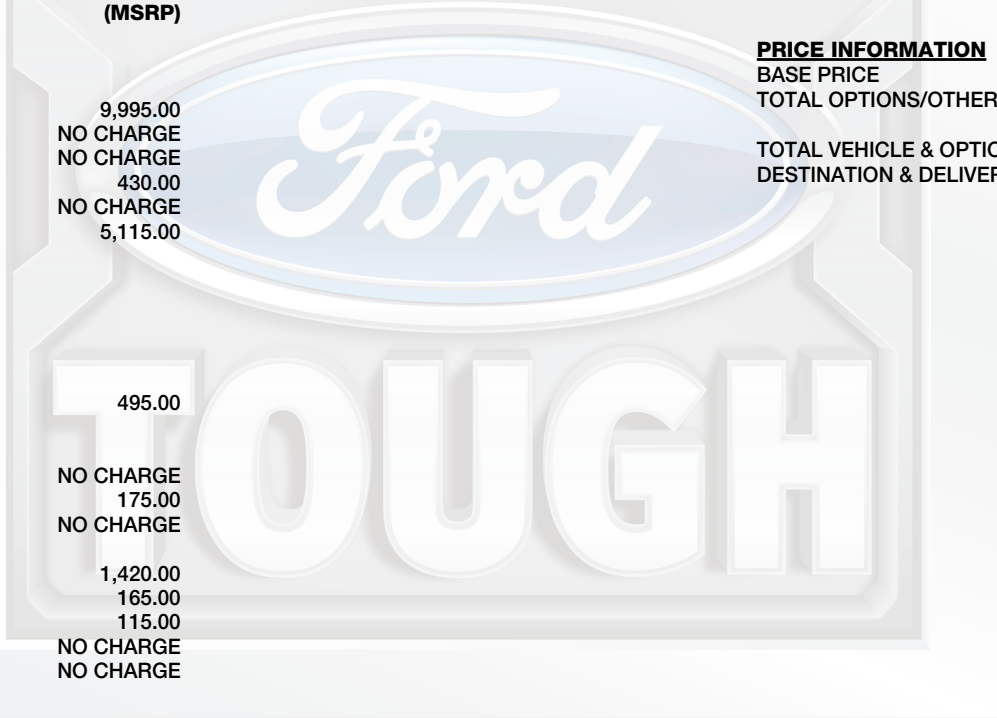 (MSRP)
9,995.00
NO CHARGE
NO CHARGE
430.00
NO CHARGE
5,115.00
495.00
NO CHARGE
175.00
NO CHARGE
1,420.00
165.00
115.00
NO CHARGE
NO CHARGE
PRICE INFORMATION
BASE PRICE
TOTAL OPTIONS/OTHER
TOTAL VEHICLE & OPTIO
DESTINATION & DELIVER
Ford
TOUGH